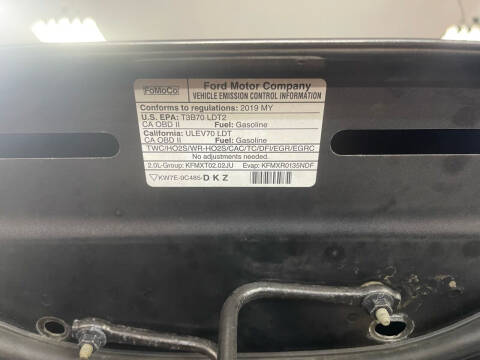 FoMoCo
Ford Motor Company
VEHICLE EMISSION CONTROL INFORMATION
Conforms to regulations: 2019 MY
U.S. EPA: T3B70 LDT2
CA OBD II Fuel: Gasoline
California: ULEV70 LDT
CA OBD II Fuel: Gasoline
TWC/HO2S/WR-HO2S/CAC/TC/DFI/EGR/EGRC
No adjustments needed.
2.0L-Group: KFMXT02.02JU Evap: KFMXR0135NDF
KW7E-9C485-DKZ